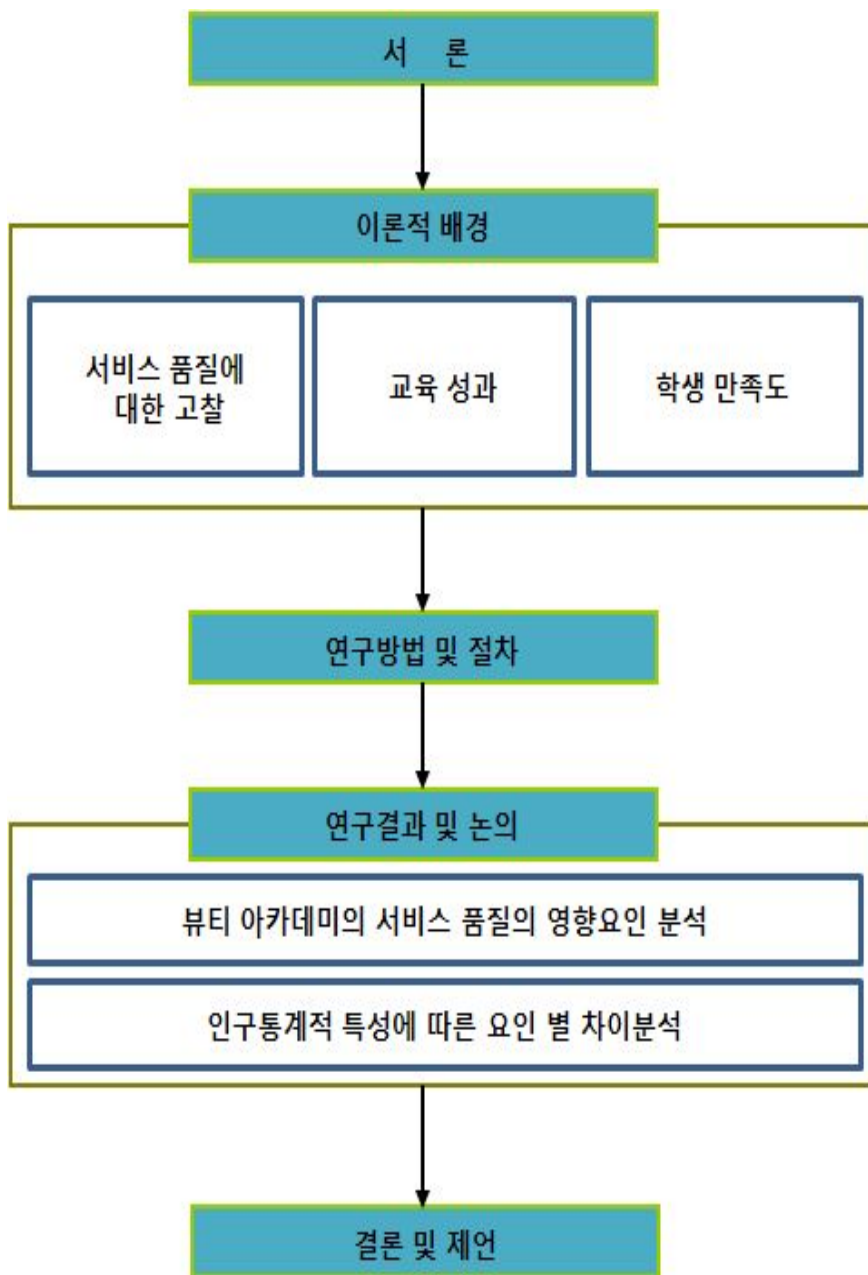 서 론
이론적 배경
서비스 품질에
대한 고찰
교육 성과
학생 만족도
연구방법 및 절차
연구결과 및 논의
뷰티 아카데미의 서비스 품질의 영향요인 분석
인구통계적 특성에 따른 요인 별 차이분석
결론 및 제언